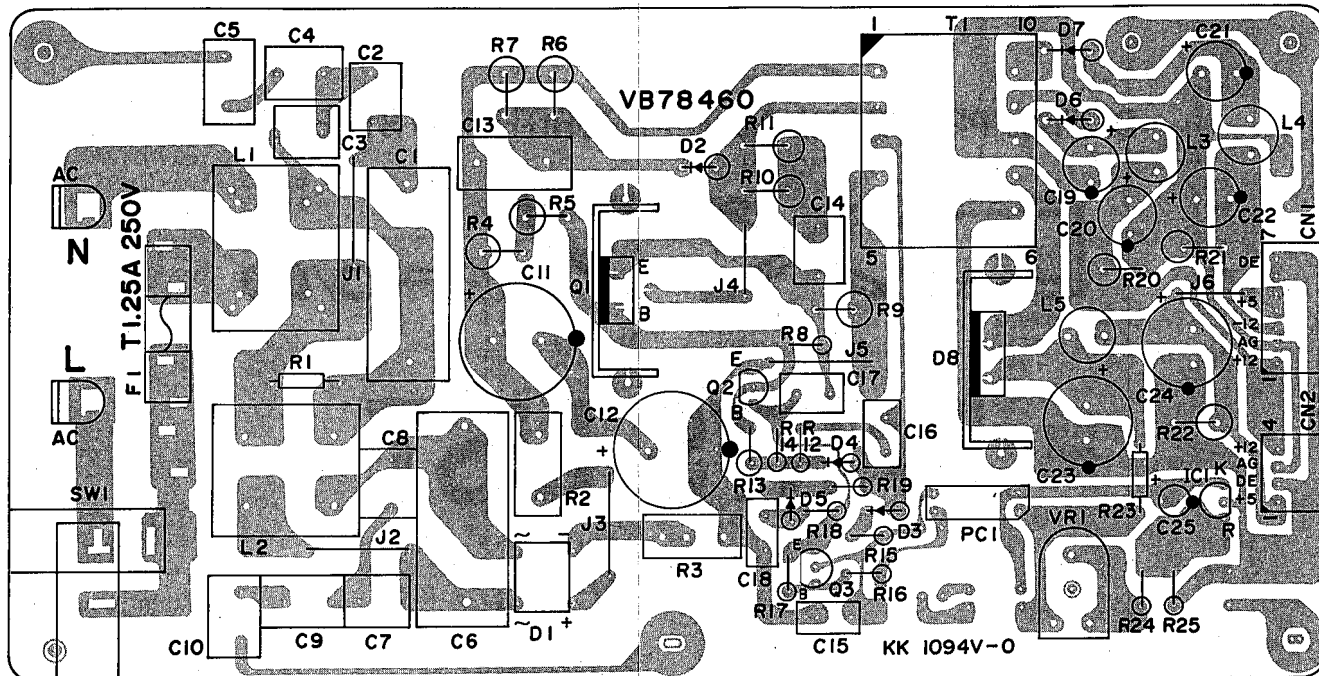 C5
C4
C2
R7
R6
1
T1
10
D7
+
C21
VB78460
C13
R11
D6
+
L3
L4
C3
D2
L1
C1
R10
AC
N
T1.25A 250V
F1
R5
R4
C14
C19
+
C20
+
C22
CN1
7
R21
DE
5
6
C11
+
Q1
E
B
J1
J4
R20
J6
+
+5
-12
AG
+12
1
R9
L5
R8
J5
D8
L
AC
R1
E
Q2
B
C17
+
C24
C12
+
R
14
R
12
D4
C16
R22
4
CN2
+12
AG
DE
+5
1
C8
R13
R19
C23
+
IC1
K
R
SW1
R2
D5
R18
D3
PC1
R23
C25
VR1
L2
J2
J3
~
-
R3
C18
E
R15
B
Q3
R16
R17
C10
C9
C7
C6
~
D1
+
C15
KK 1094V-0
R24
R25